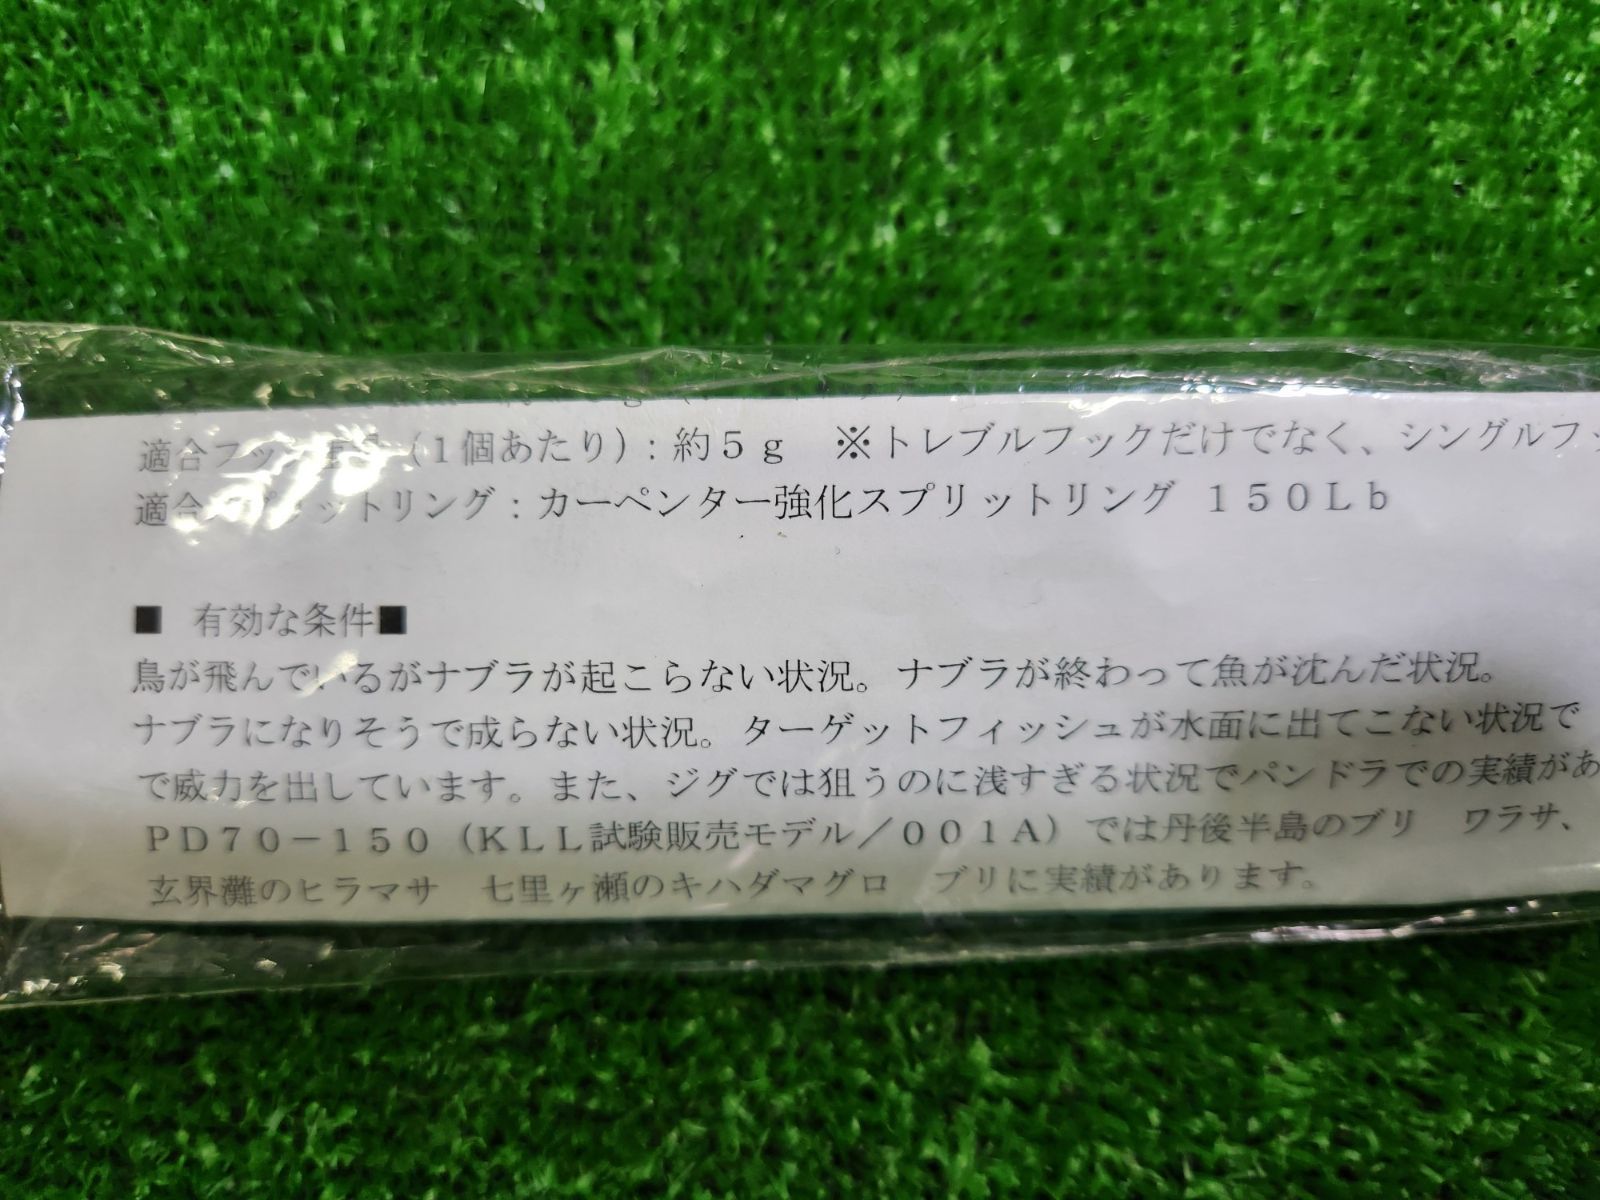 適合フック（１個あたり）：約５ｇ　※トレブルフックだけでなく、シングルフッ
適合スプリットリング：カーペンター強化スプリットリング １５０Ｌｂ
■　有効な条件■
鳥が飛んでいるがナブラが起こらない状況。ナブラが終わって魚が沈んだ状況。
ナブラになりそうで成らない状況。ターゲットフィッシュが水面に出てこない状況で
で威力を出しています。また、ジグでは狙うのに浅すぎる状況でパンドラでの実績があ
ＰＤ７０－１５０（ＫＬＬ試験販売モデル／００１Ａ）では丹後半島のブリ　ワラサ、
玄界灘のヒラマサ　七里ヶ瀬のキハダマグロ　ブリに実績があります。